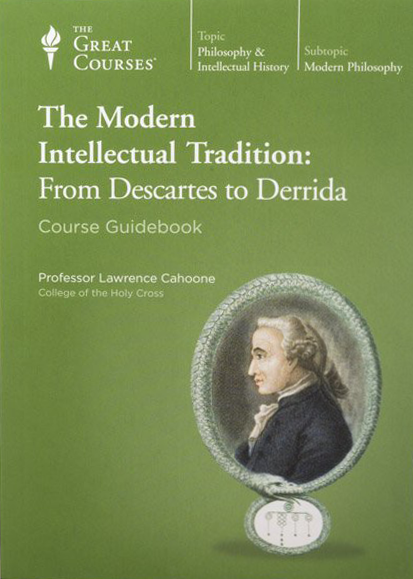 THE
GREAT
COURSES™
Topic
Philosophy &
Intellectual History
Subtopic
Modern Philosophy
The Modern
Intellectual Tradition:
From Descartes to Derrida
Course Guidebook
Professor Lawrence Cahoone
College of the Holy Cross